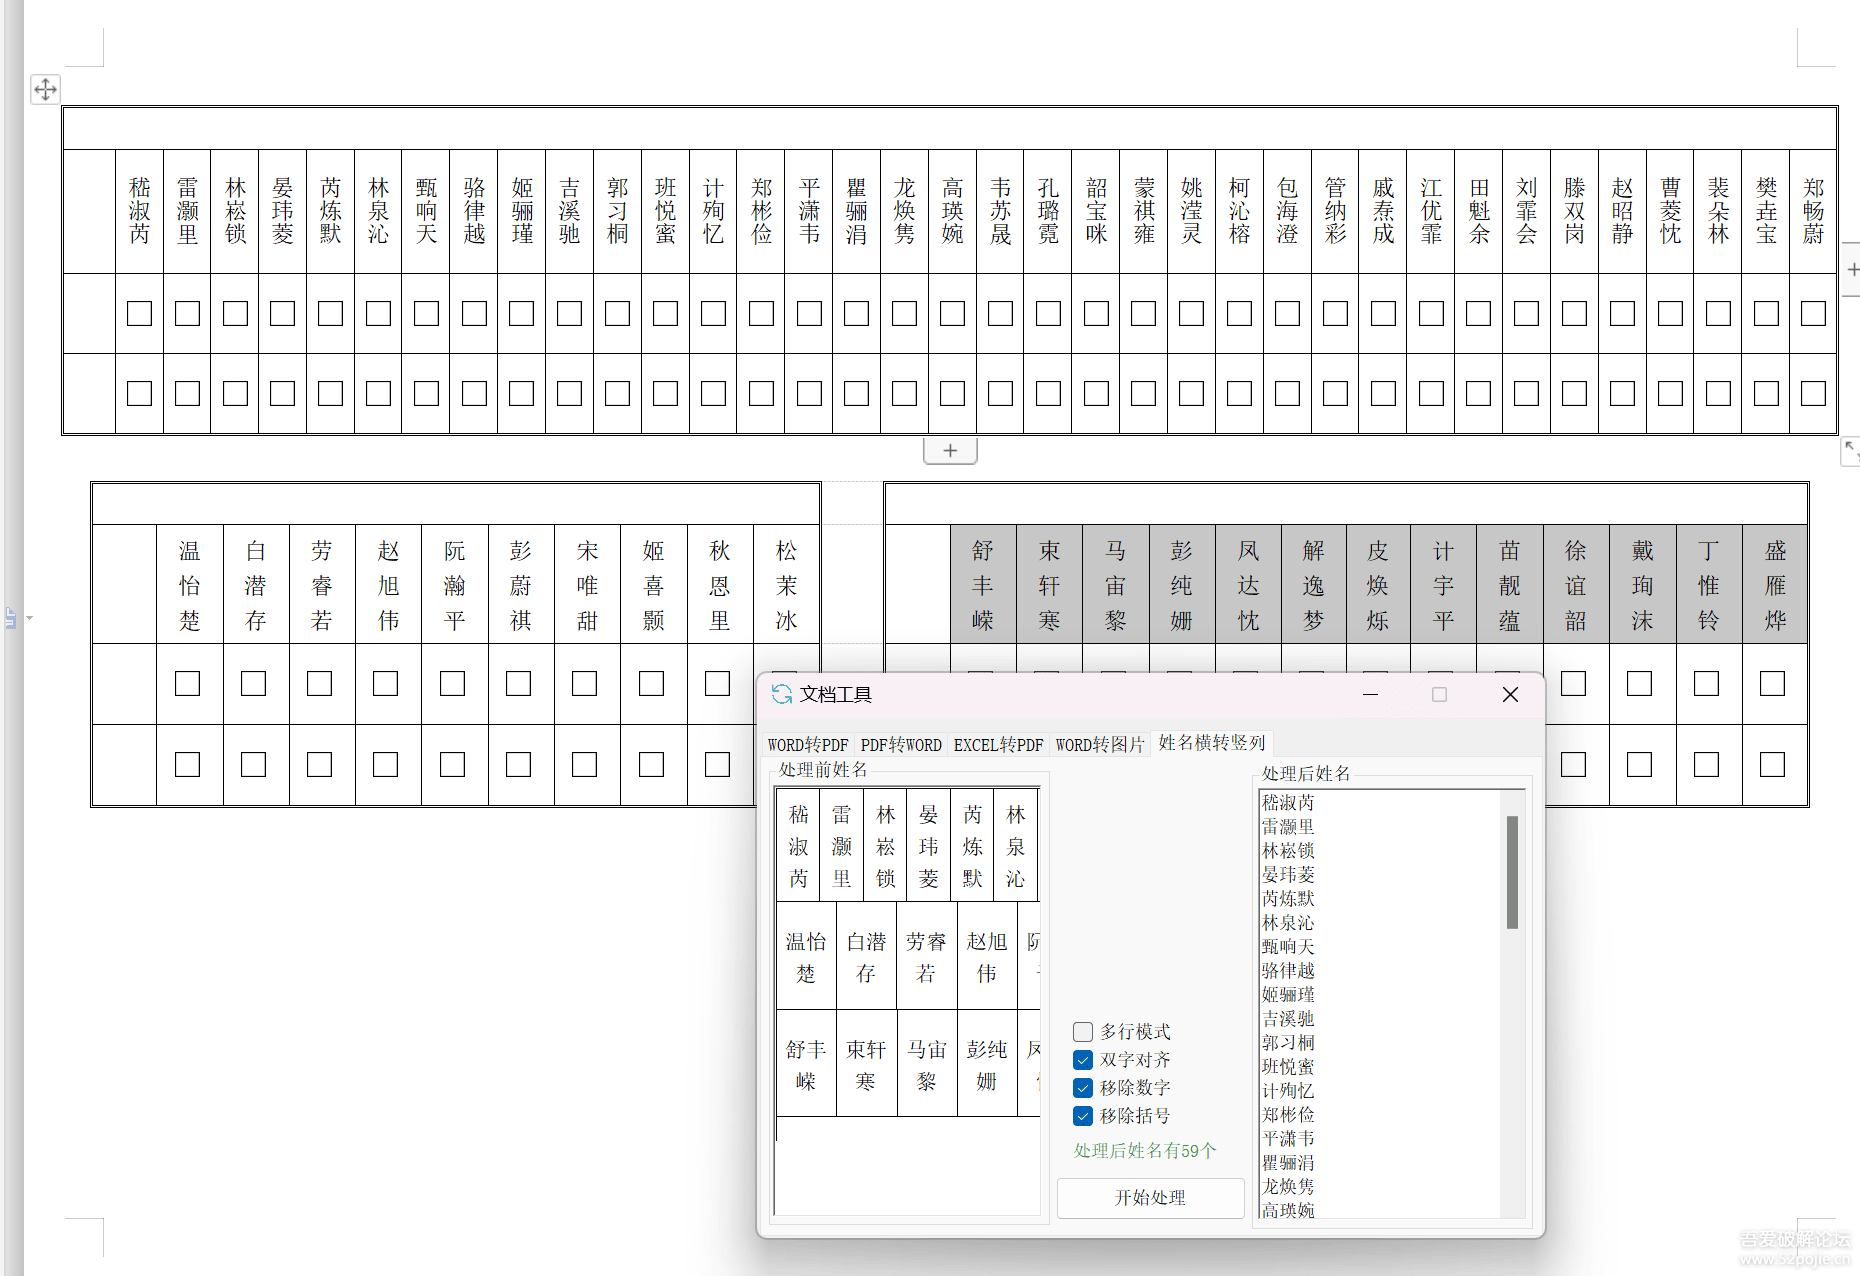 嵇淑芮 雷灏里 林崧锁 晏玮菱 芮炼默 林泉沁 甄响天 骆律越 姬骊瑾 吉溪驰 郭习桐 班悦蜜 计殉忆 郑彬俭 平潇韦 瞿骊涓 龙焕隽 高瑛婉 韦苏晟 孔璐霓 韶宝咪 蒙祺雍 姚滢灵 柯沁榕 包海澄 管纳彩 戚焘成 江优霏 田魁余 刘霏会 滕双岗 赵昭静 曹菱忱 裴朵林 樊垚宝 郑畅蔚
温怡楚 白潜存 劳睿若 赵旭伟 阮瀚平 彭蔚祺 宋唯甜 姬喜颢 秋恩里 松茉冰
舒丰嵘 束轩寒 马宙黎 彭纯姗 凤达忱 解逸梦 皮焕烁 计宇平 苗靓蕴 徐谊韶 戴珣沫 丁惟铃 盛雁烨
文档工具
WORD转PDF PDF转WORD EXCEL转PDF WORD转图片 姓名横转竖列
处理前姓名
嵇淑芮 雷灏里 林崧锁 晏玮菱 芮炼默 林泉沁
温怡楚 白潜存 劳睿若 赵旭伟
舒丰嵘 束轩寒 马宙黎 彭纯姗
多行模式
双字对齐
移除数字
移除括号
处理后姓名有59个
开始处理
处理后姓名
嵇淑芮
雷灏里
林崧锁
晏玮菱
芮炼默
林泉沁
甄响天
骆律越
姬骊瑾
吉溪驰
郭习桐
班悦蜜
计殉忆
郑彬俭
平潇韦
瞿骊涓
龙焕隽
高瑛婉
吾爱破解论坛
www.52pojie.cn